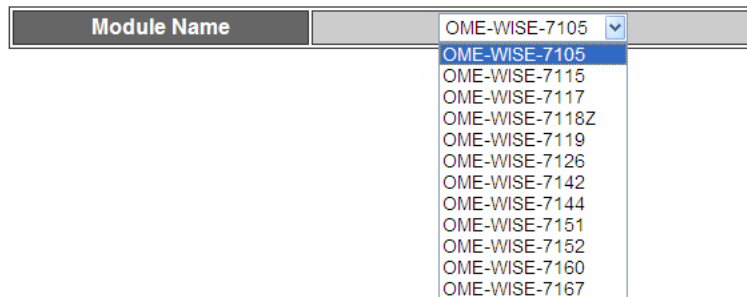 Module Name OME-WISE-7105
OME-WISE-7105
OME-WISE-7115
OME-WISE-7117
OME-WISE-7118Z
OME-WISE-7119
OME-WISE-7126
OME-WISE-7142
OME-WISE-7144
OME-WISE-7151
OME-WISE-7152
OME-WISE-7160
OME-WISE-7167